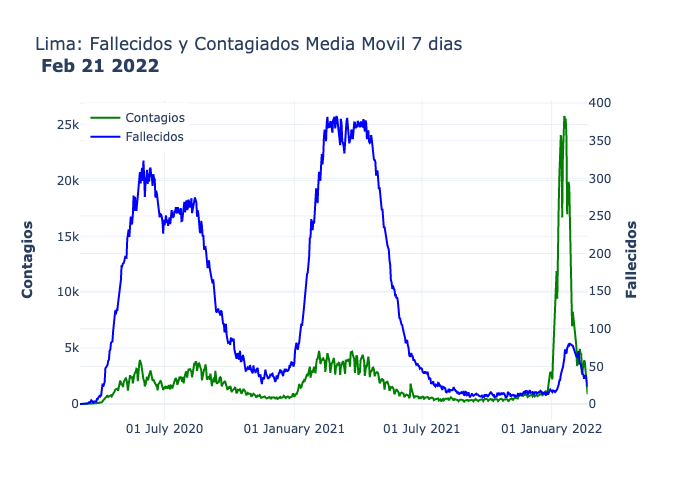 Lima: Fallecidos y Contagiados Media Movil 7 dias
Feb 21 2022
Contagios
Fallecidos
25k
20k
15k
10k
5k
0
400
350
300
250
200
150
100
50
0
Contagios
Fallecidos
01 July 2020
01 January 2021
01 July 2021
01 January 2022